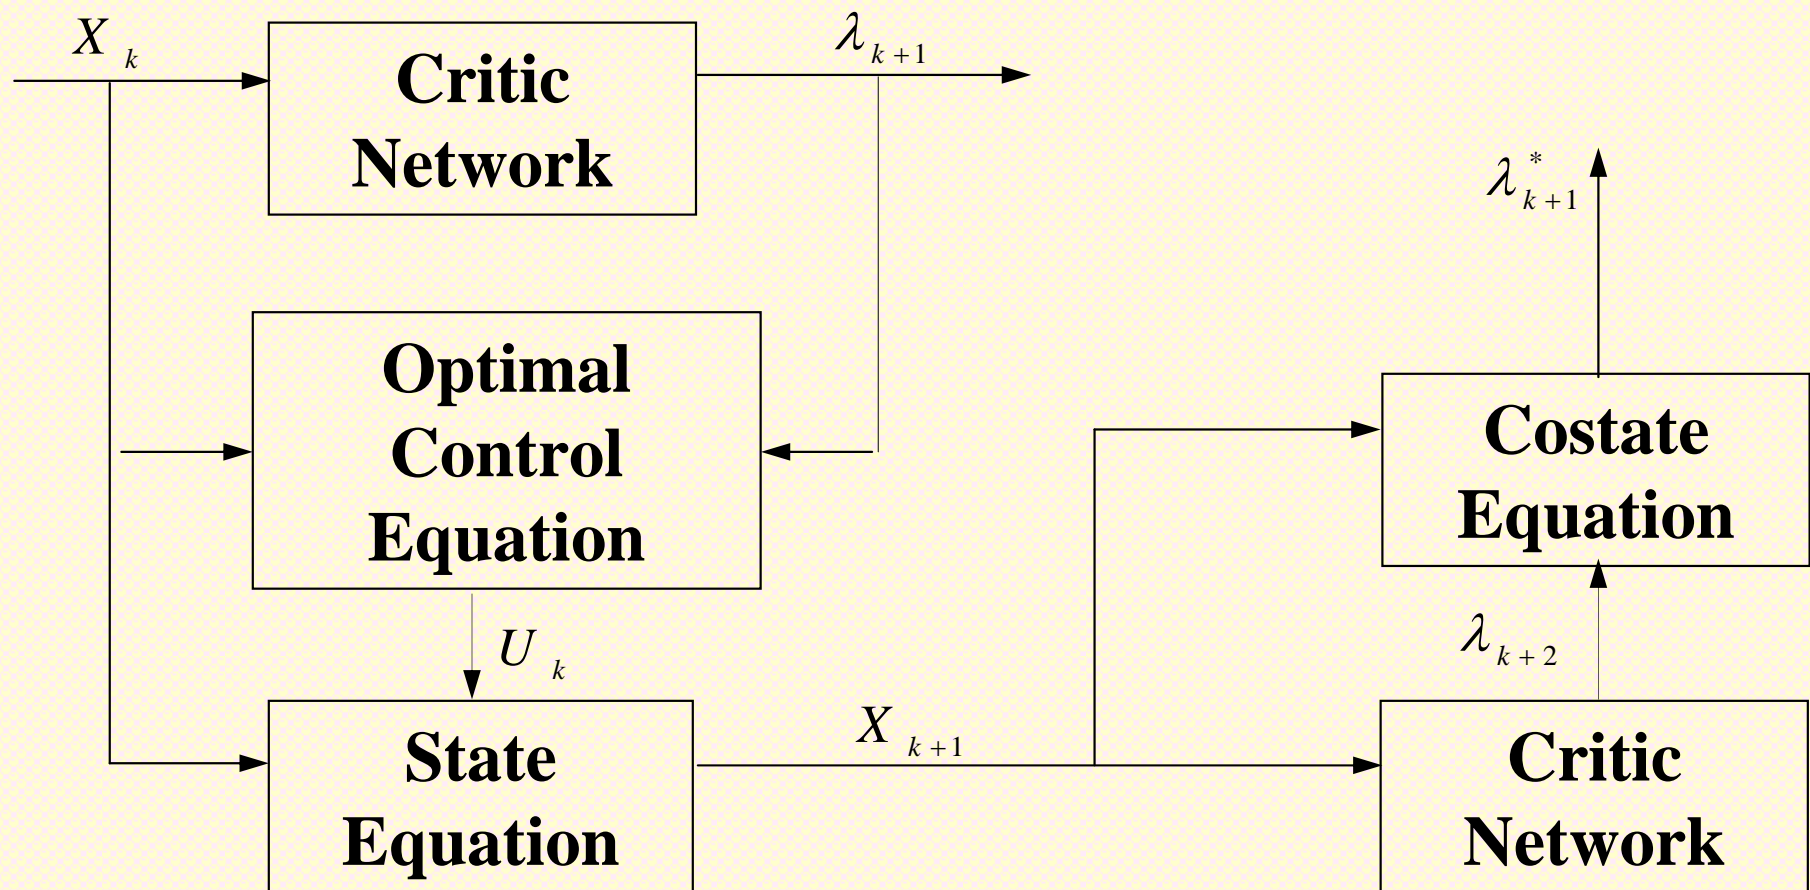 X k
λ k+1
Critic
Network
λ * k+1
Optimal
Control
Equation
Costate
Equation
U k
λ k+2
X k+1
State
Equation
Critic
Network